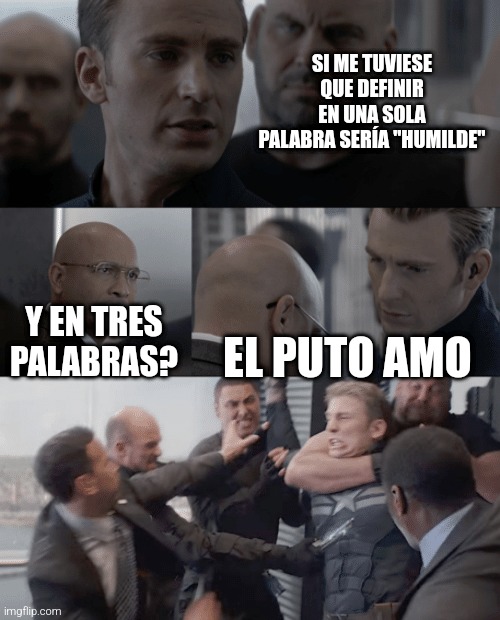 SI ME TUVIESE
QUE DEFINIR
EN UNA SOLA
PALABRA SERÍA "HUMILDE"
Y EN TRES
PALABRAS?
EL PUTO AMO
imgflip.com